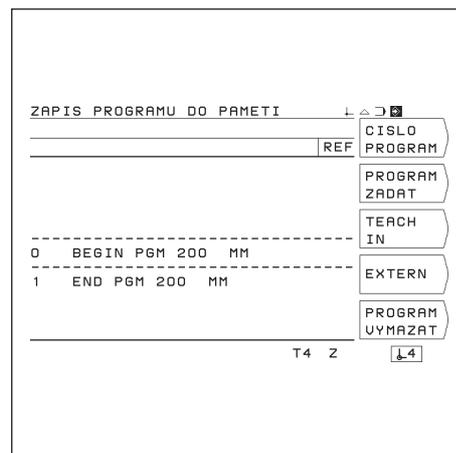 ZAPIS PROGRAMU DO PAMETI
REF
CISLO
PROGRAM
PROGRAM
ZADAT
TEACH
IN
0 BEGIN PGM 200 MM
EXTERN
1 END PGM 200 MM
PROGRAM
VYMAZAT
T4 Z
4